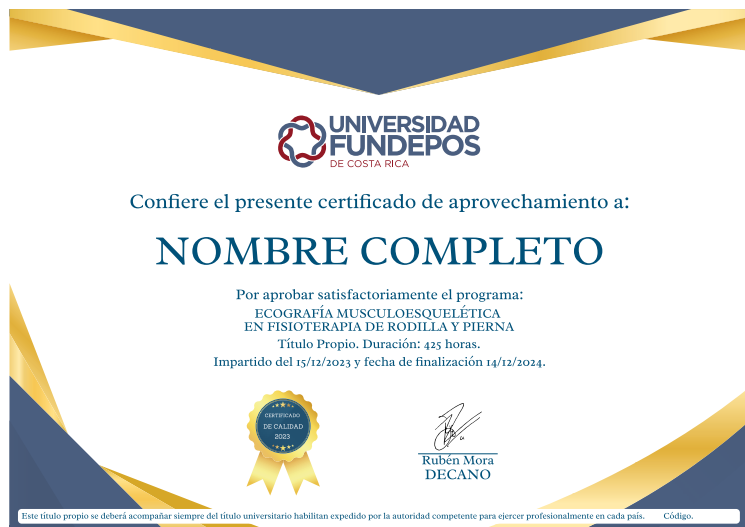 UNIVERSIDAD
FUNDEPOS
DE COSTA RICA
Confiere el presente certificado de aprovechamiento a:
NOMBRE COMPLETO
Por aprobar satisfactoriamente el programa:
ECOGRAFÍA MUSCULOESQUELÉTICA
EN FISIOTERAPIA DE RODILLA Y PIERNA
Título Propio. Duración: 425 horas.
Impartido del 15/12/2023 y fecha de finalización 14/12/2024.
CERTIFICADO
DE CALIDAD
2023
Rubén Mora
DECANO
Este título propio se deberá acompañar siempre del título universitario habilitan expedido por la autoridad competente para ejercer profesionalmente en cada país. Código.